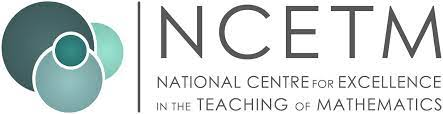 NCETM
NATIONAL CENTRE FOR EXCELLENCE
IN THE TEACHING OF MATHEMATICS